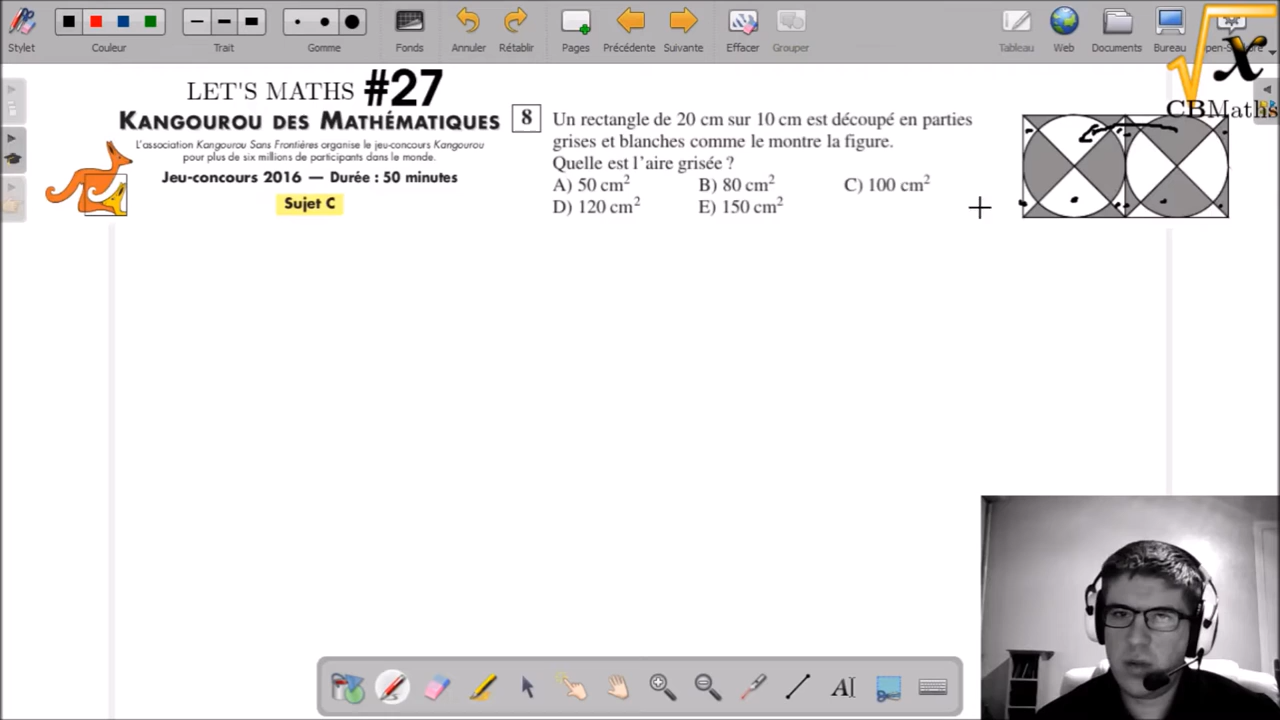 Stylet
Couleur
Trait
Gomme
Fonds
Annuler
Rétablir
Pages
Précédente
Suivante
Effacer
Grouper
Tableau
Web
Documents
Bureau
LET'S MATHS #27
KANGOUROU DES MATHÉMATIQUES
L'association Kangourou Sans Frontières organise le jeu-concours Kangourou
pour plus de six millions de participants dans le monde.
Jeu-concours 2016 — Durée : 50 minutes
Sujet C
8 Un rectangle de 20 cm sur 10 cm est découpé en parties
grises et blanches comme le montre la figure.
Quelle est l'aire grisée ?
A) 50 cm² B) 80 cm² C) 100 cm²
D) 120 cm² E) 150 cm²
√x
CBMaths
AI